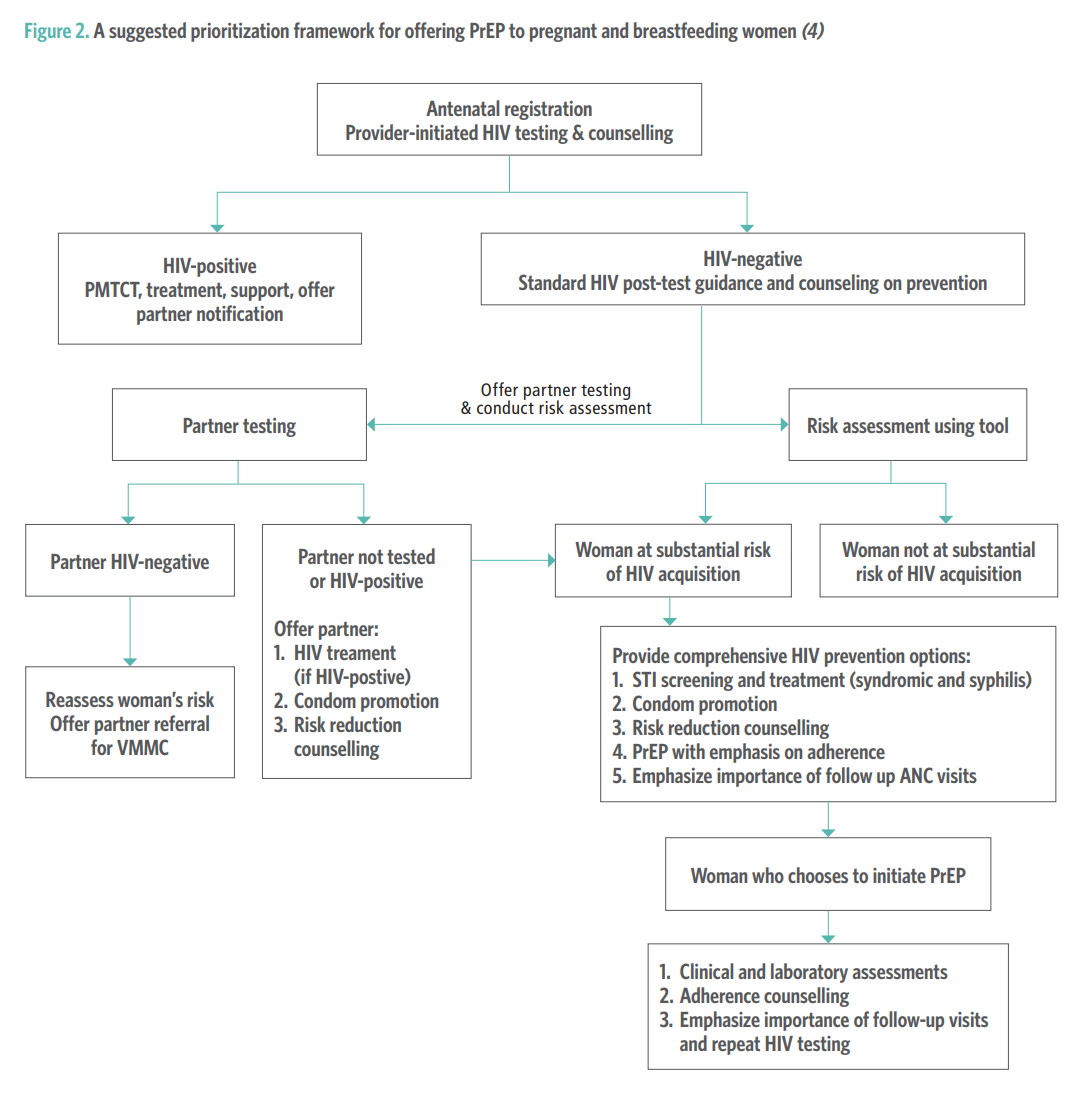 Figure 2. A suggested prioritization framework for offering PrEP to pregnant and breastfeeding women (4)
Antenatal registration
Provider-initiated HIV testing & counselling
HIV-positive
PMTCT, treatment, support, offer
partner notification
HIV-negative
Standard HIV post-test guidance and counseling on prevention
Offer partner testing
& conduct risk assessment
Partner testing
Risk assessment using tool
Partner HIV-negative
Partner not tested
or HIV-positive
Offer partner:
1. HIV treament
(if HIV-postive)
2. Condom promotion
3. Risk reduction
counselling
Woman at substantial risk
of HIV acquisition
Woman not at substantial
risk of HIV acquisition
Reassess woman's risk
Offer partner referral
for VMMC
Provide comprehensive HIV prevention options:
1. STI screening and treatment (syndromic and syphilis)
2. Condom promotion
3. Risk reduction counselling
4. PrEP with emphasis on adherence
5. Emphasize importance of follow up ANC visits
Woman who chooses to initiate PrEP
1. Clinical and laboratory assessments
2. Adherence counselling
3. Emphasize importance of follow-up visits
and repeat HIV testing